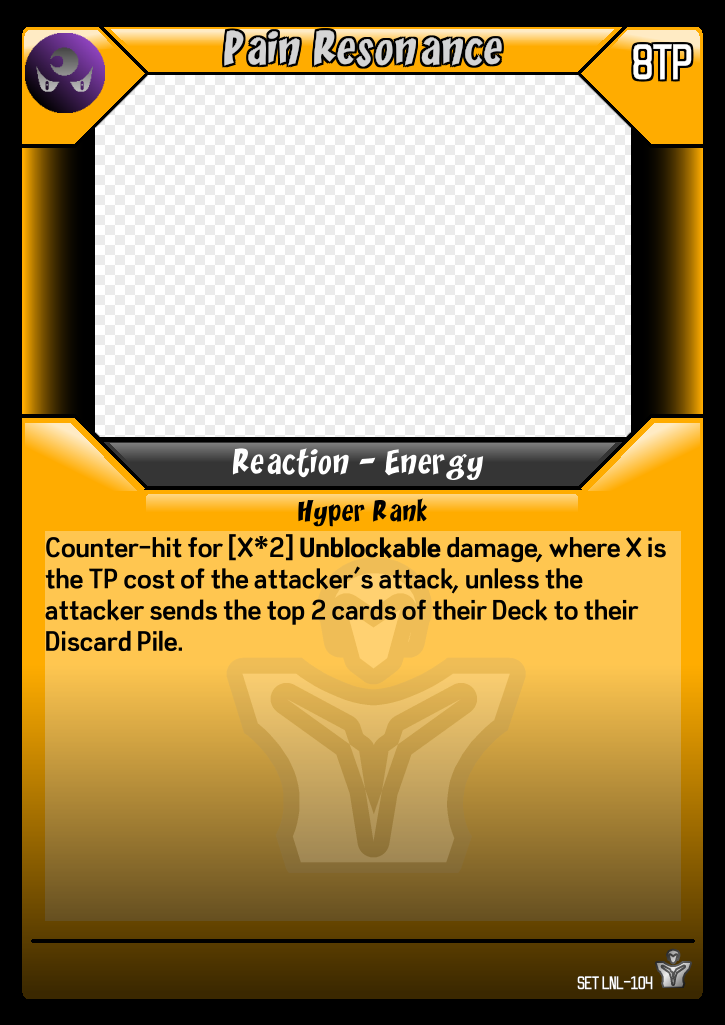 Pain Resonance
8TP
Reaction - Energy
Hyper Rank
Counter-hit for [X*2] Unblockable damage, where X is
the TP cost of the attacker's attack, unless the
attacker sends the top 2 cards of their Deck to their
Discard Pile.
SET LNL-104